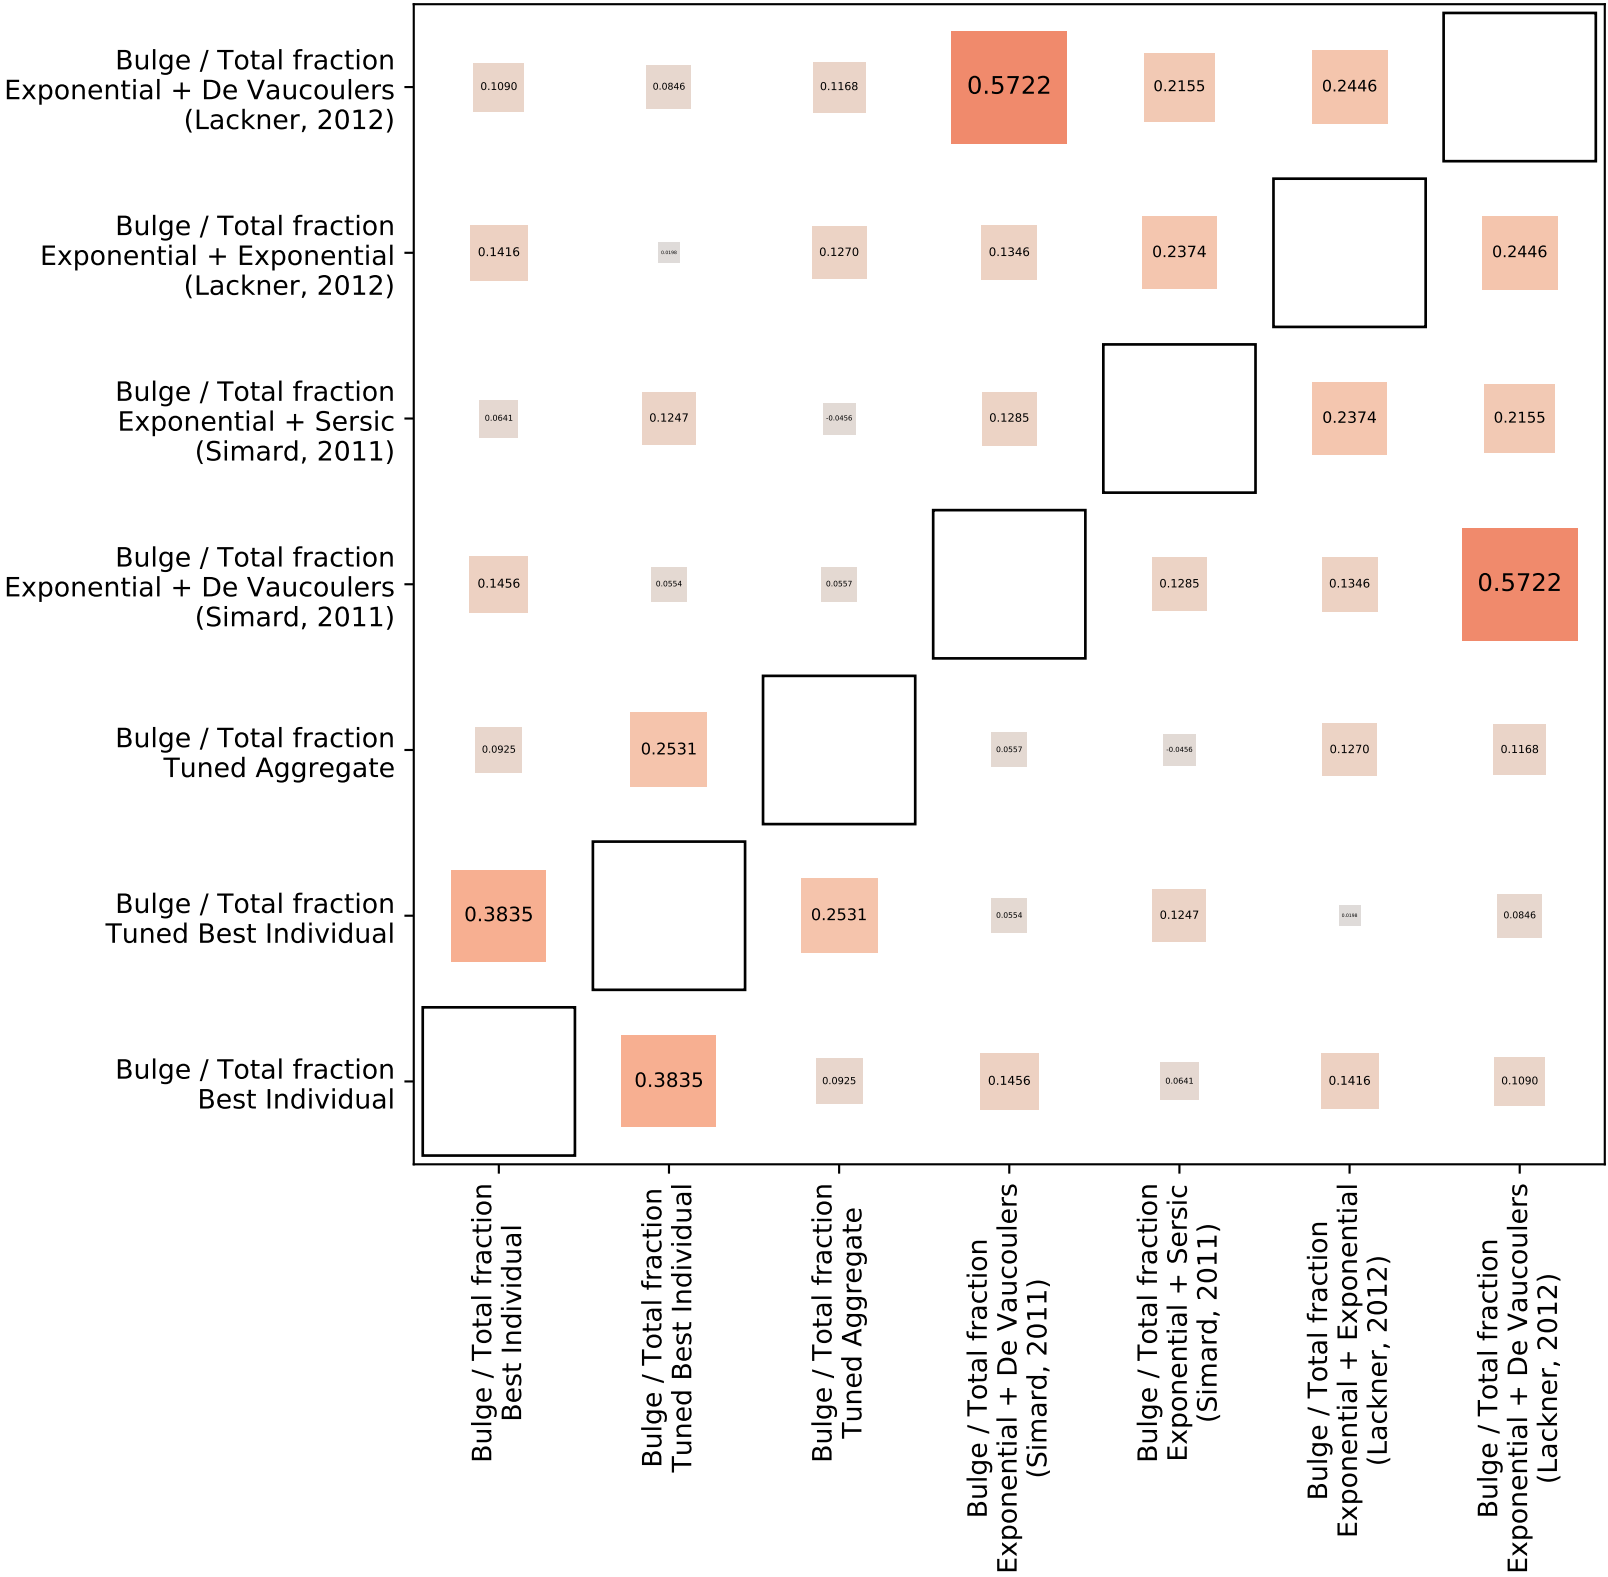 Bulge / Total fraction
Exponential + De Vaucoulers
(Lackner, 2012)
0.1090 0.0846 0.1168 0.5722 0.2155 0.2446
Bulge / Total fraction
Exponential + Exponential
(Lackner, 2012)
0.1416 0.0198 0.1270 0.1346 0.2374 0.2446
Bulge / Total fraction
Exponential + Sersic
(Simard, 2011)
0.0641 0.1247 -0.0456 0.1285 0.2374 0.2155
Bulge / Total fraction
Exponential + De Vaucoulers
(Simard, 2011)
0.1456 0.0554 0.0557 0.1285 0.1346 0.5722
Bulge / Total fraction
Tuned Aggregate
0.0925 0.2531 0.0557 -0.0456 0.1270 0.1168
Bulge / Total fraction
Tuned Best Individual
0.3835 0.2531 0.0554 0.1247 0.0198 0.0846
Bulge / Total fraction
Best Individual
0.3835 0.0925 0.1456 0.0641 0.1416 0.1090
Bulge / Total fraction
Best Individual
Bulge / Total fraction
Tuned Best Individual
Bulge / Total fraction
Tuned Aggregate
Bulge / Total fraction
Exponential + De Vaucoulers
(Simard, 2011)
Bulge / Total fraction
Exponential + Sersic
(Simard, 2011)
Bulge / Total fraction
Exponential + Exponential
(Lackner, 2012)
Bulge / Total fraction
Exponential + De Vaucoulers
(Lackner, 2012)